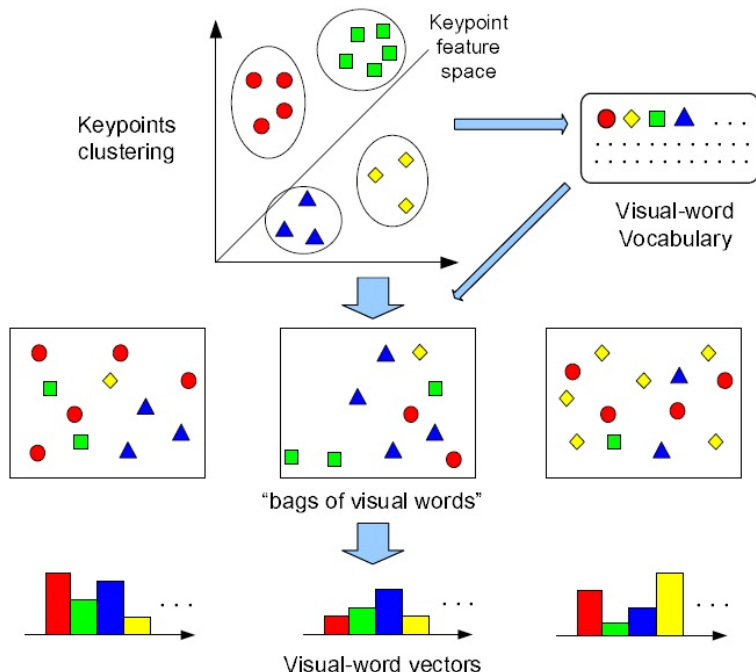 Keypoint
feature
space
Keypoints
clustering
. . .
Visual-word
Vocabulary
“bags of visual words”
. . .
. . .
. . .
Visual-word vectors